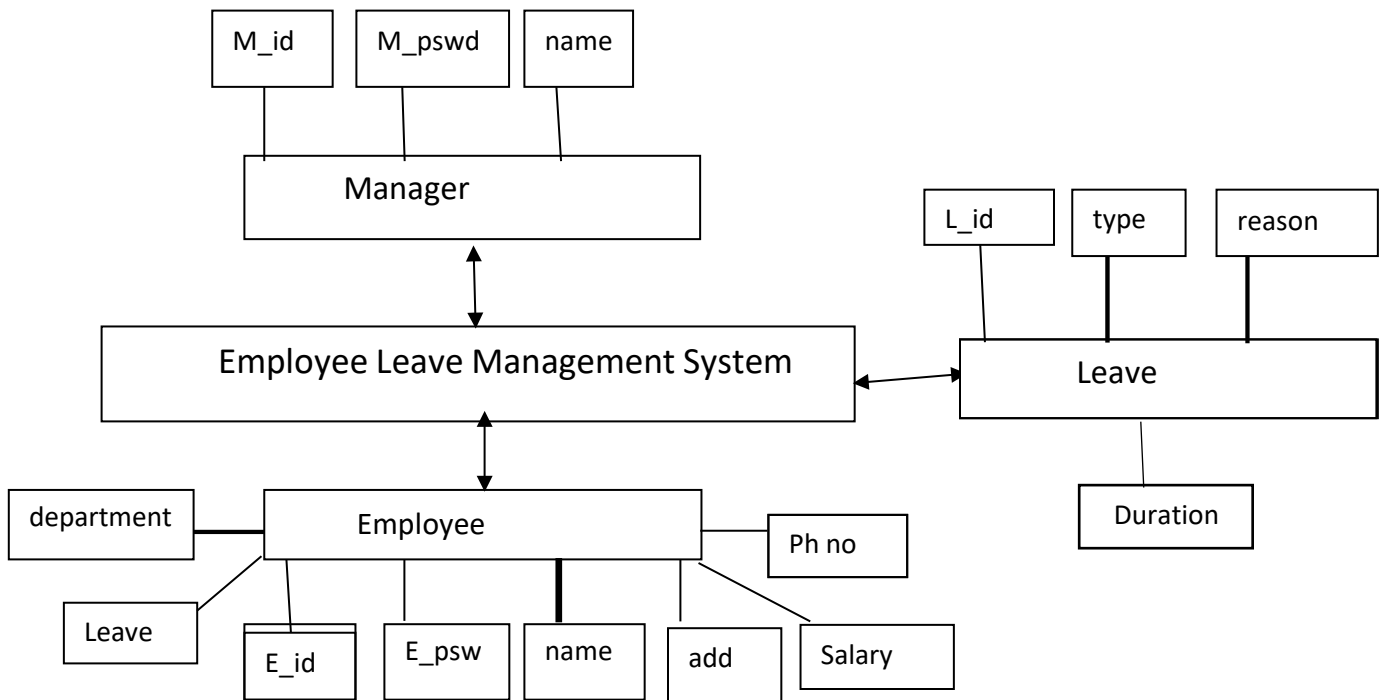 M_id
M_pswd
name
Manager
L_id
type
reason
Employee Leave Management System
Leave
department
Employee
Ph no
Duration
Leave
E_id
E_psw
name
add
Salary